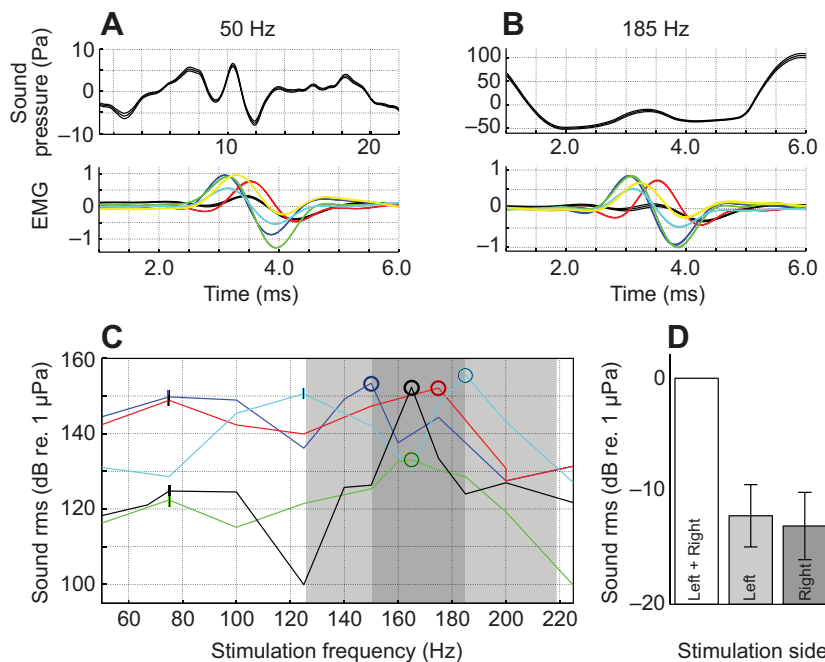 A
50 Hz
B
185 Hz
Sound
pressure (Pa)
10
5
0
–10
10
20
100
50
0
–50
2.0
4.0
6.0
EMG
1
0
–1
2.0
4.0
6.0
Time (ms)
1
0
–1
2.0
4.0
6.0
Time (ms)
C
D
Sound rms (dB re. 1 μPa)
160
140
120
100
60
80
100
120
140
160
180
200
220
Stimulation frequency (Hz)
Sound rms (dB re. 1 μPa)
0
–10
–20
Left + Right
Left
Right
Stimulation side